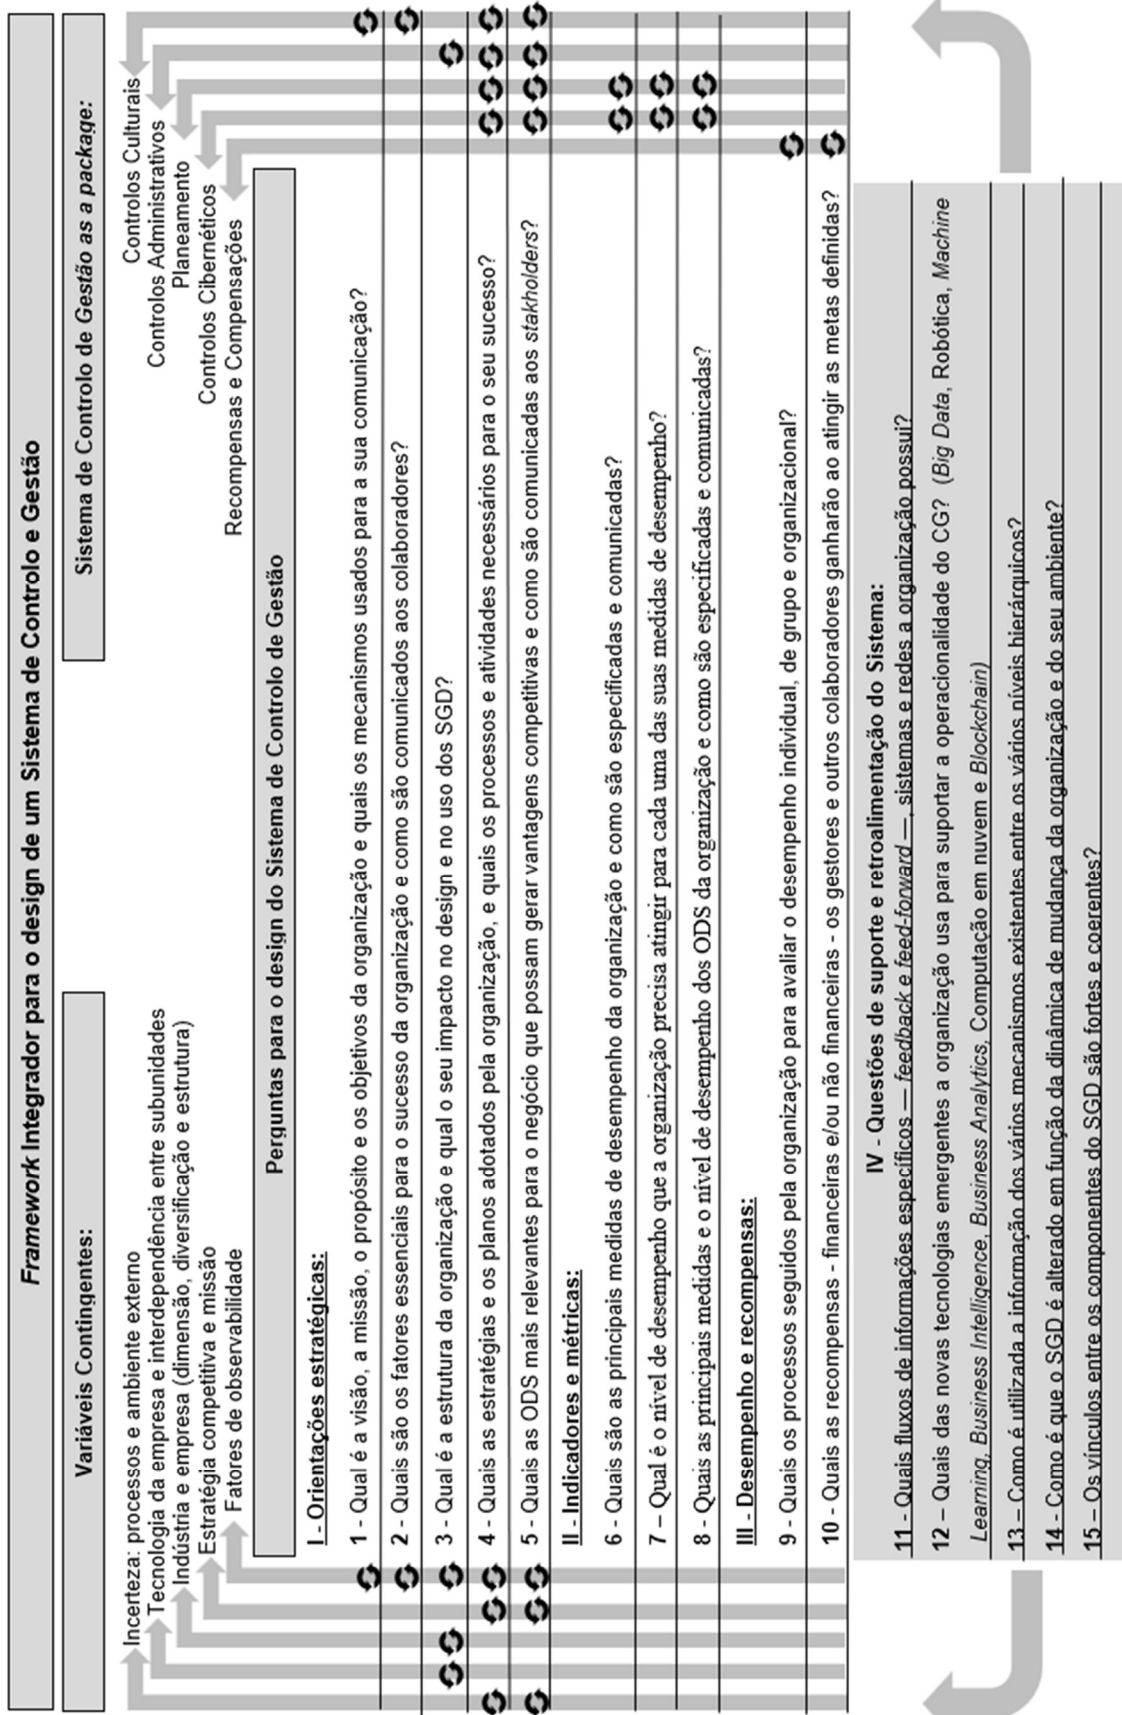 Framework Integrador para o design de um Sistema de Controlo e Gestão
Variáveis Contingentes:
Sistema de Controlo de Gestão as a package:
Incerteza: processos e ambiente externo
Tecnologia da empresa e interdependência entre subunidades
Indústria e empresa (dimensão, diversificação e estrutura)
Estratégia competitiva e missão
Fatores de observabilidade
Controlos Culturais
Controlos Administrativos
Planeamento
Controlos Cibernéticos
Recompensas e Compensações
Perguntas para o design do Sistema de Controlo de Gestão
I - Orientações estratégicas:
1 - Qual é a visão, a missão, o propósito e os objetivos da organização e quais os mecanismos usados para a sua comunicação?
2 - Quais são os fatores essenciais para o sucesso da organização e como são comunicados aos colaboradores?
3 - Qual é a estrutura da organização e qual o seu impacto no design e no uso dos SGD?
4 - Quais as estratégias e os planos adotados pela organização, e quais os processos e atividades necessários para o seu sucesso?
5 - Quais as ODS mais relevantes para o negócio que possam gerar vantagens competitivas e como são comunicadas aos stakholders?
II - Indicadores e métricas:
6 - Quais são as principais medidas de desempenho da organização e como são especificadas e comunicadas?
7 – Qual é o nível de desempenho que a organização precisa atingir para cada uma das suas medidas de desempenho?
8 - Quais as principais medidas e o nível de desempenho dos ODS da organização e como são especificadas e comunicadas?
III - Desempenho e recompensas:
9 - Quais os processos seguidos pela organização para avaliar o desempenho individual, de grupo e organizacional?
10 - Quais as recompensas - financeiras e/ou não financeiras - os gestores e outros colaboradores ganharão ao atingir as metas definidas?
IV - Questões de suporte e retroalimentação do Sistema:
11 - Quais fluxos de informações específicos — feedback e feed-forward —, sistemas e redes a organização possui?
12 – Quais das novas tecnologias emergentes a organização usa para suportar a operacionalidade do CG? (Big Data, Robótica, Machine
Learning, Business Intelligence, Business Analytics, Computação em nuvem e Blockchain)
13 – Como é utilizada a informação dos vários mecanismos existentes entre os vários níveis hierárquicos?
14 - Como é que o SGD é alterado em função da dinâmica de mudança da organização e do seu ambiente?
15 – Os vínculos entre os componentes do SGD são fortes e coerentes?